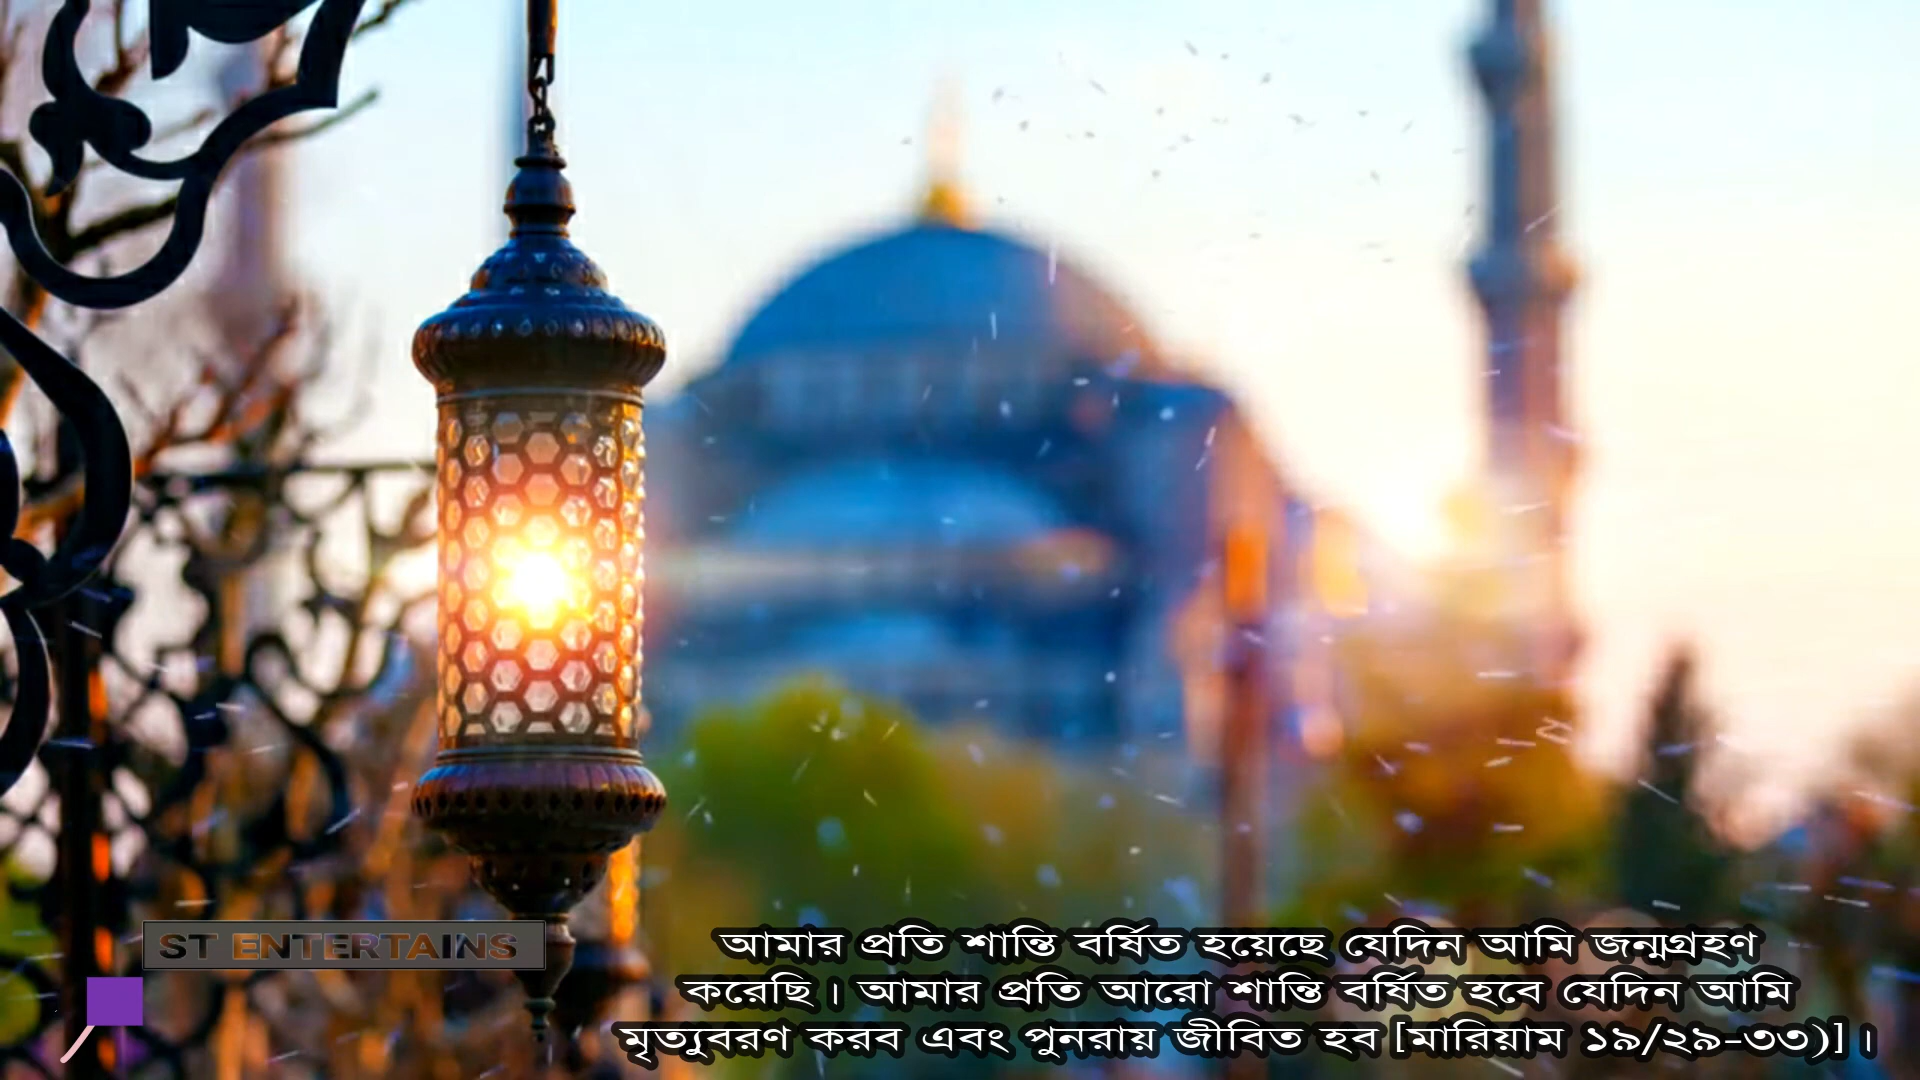 ST ENTERTAINS
আমার প্রতি শান্তি বর্ষিত হয়েছে যেদিন আমি জন্মগ্রহণ
করেছি। আমার প্রতি আরো শান্তি বর্ষিত হবে যেদিন আমি
মৃত্যুবরণ করব এবং পুনরায় জীবিত হব [মারিয়াম ১৯/২৯-৩৩)]।